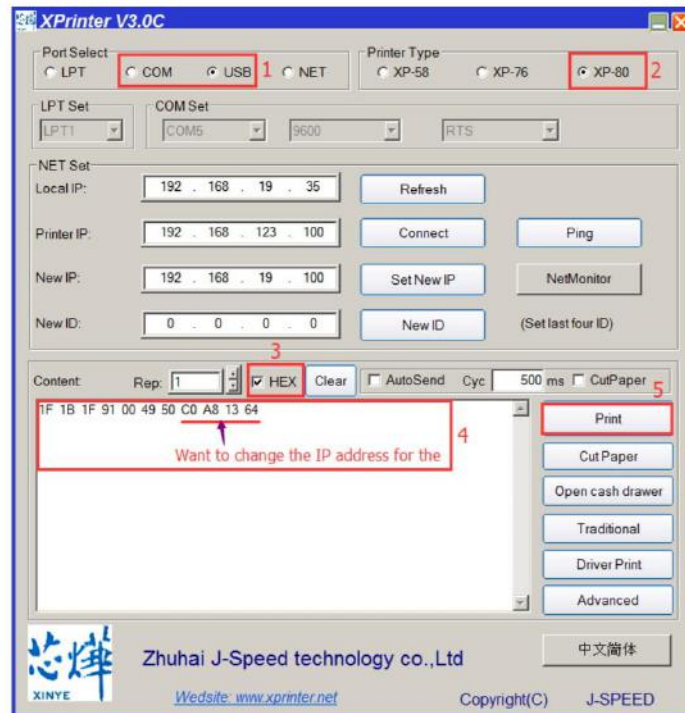 XPrinter V3.0C
Port Select
LPT COM USB 1 NET
Printer Type
XP-58 XP-76 XP-80 2
LPT Set
LPT1
COM Set
COM5 9600 RTS
NET Set
Local IP: 192 . 168 . 19 . 35 Refresh
Printer IP: 192 . 168 . 123 . 100 Connect Ping
New IP: 192 . 168 . 19 . 100 Set New IP NetMonitor
New ID: 0 . 0 . 0 . 0 New ID (Set last four ID)
3
Content: Rep: 1 HEX Clear AutoSend Cyc 500 ms CutPaper
5
1F 1B 1F 91 00 49 50 C0 A8 13 64
Want to change the IP address for the
4
Print
Cut Paper
Open cash drawer
Traditional
Driver Print
Advanced
芯烨
XINYE
Zhuhai J-Speed technology co.,Ltd
中文简体
Wedsite: www.xprinter.net
Copyright(C) J-SPEED